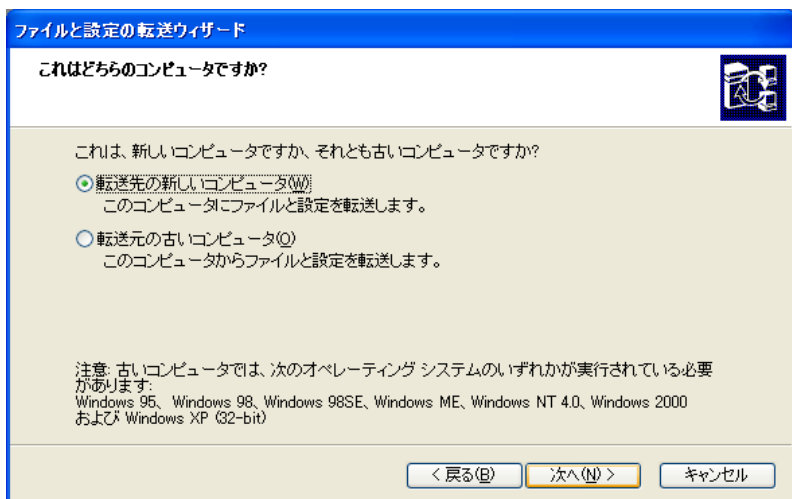 ファイルと設定の転送ウィザード
これはどちらのコンピュータですか?
これは、新しいコンピュータですか、それとも古いコンピュータですか?
転送先の新しいコンピュータ(W)
このコンピュータにファイルと設定を転送します。
転送元の古いコンピュータ(O)
このコンピュータからファイルと設定を転送します。
注意: 古いコンピュータでは、次のオペレーティング システムのいずれかが実行されている必要
があります:
Windows 95、 Windows 98、Windows 98SE、Windows ME、Windows NT 4.0、Windows 2000
および Windows XP (32-bit)
< 戻る(B) 次へ(N) > キャンセル